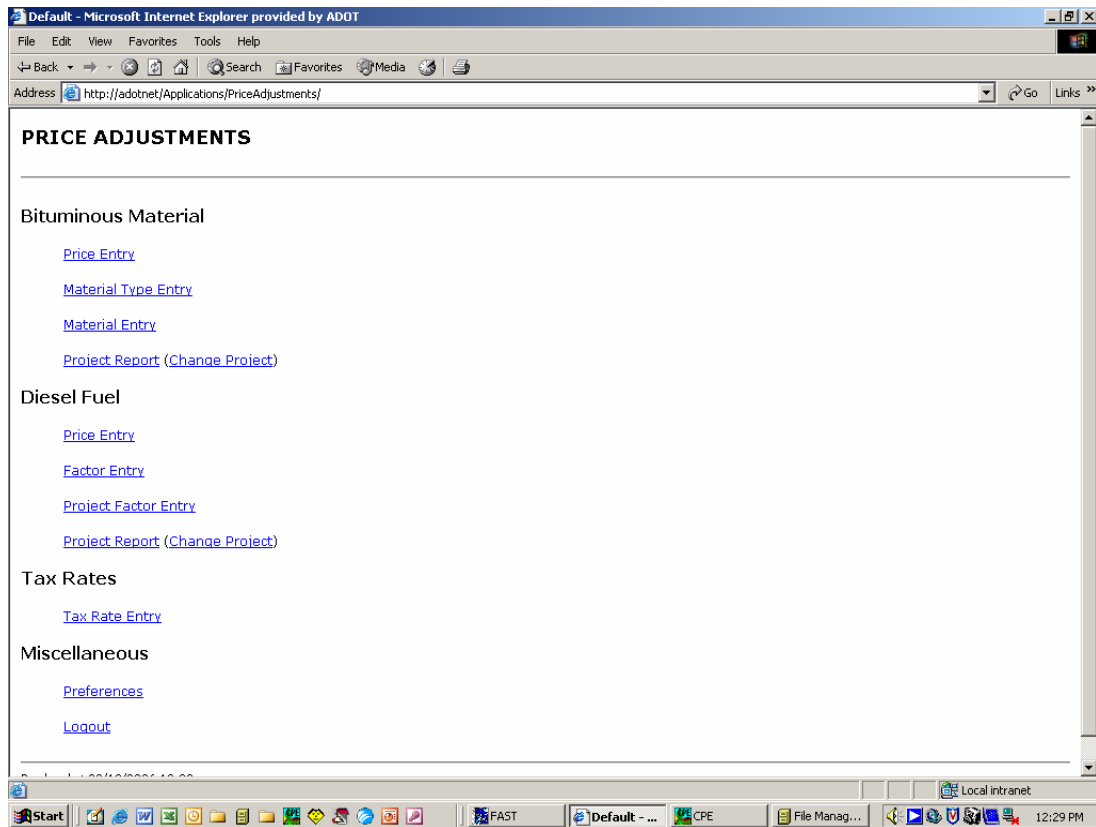 Default - Microsoft Internet Explorer provided by ADOT
File Edit View Favorites Tools Help
Back Search Favorites Media
Address http://adotnet/Applications/PriceAdjustments/ Go Links »
PRICE ADJUSTMENTS
Bituminous Material
Price Entry
Material Type Entry
Material Entry
Project Report (Change Project)
Diesel Fuel
Price Entry
Factor Entry
Project Factor Entry
Project Report (Change Project)
Tax Rates
Tax Rate Entry
Miscellaneous
Preferences
Logout
Local intranet
Start FAST Default - ... CPE File Manag... 12:29 PM